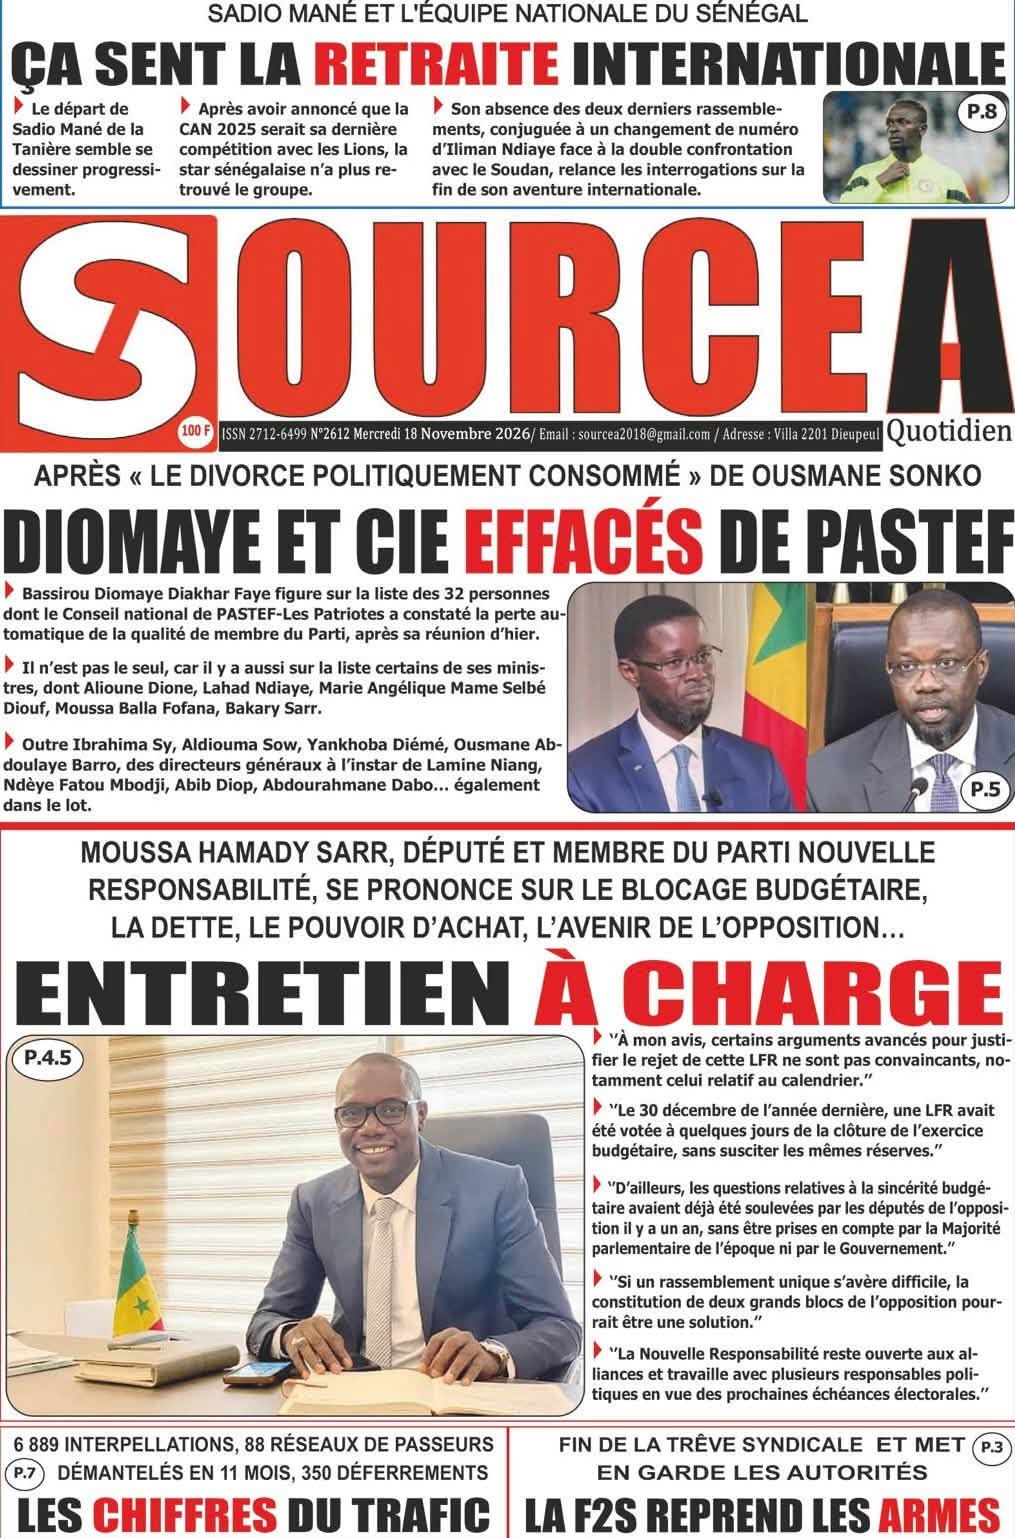 SADIO MANÉ ET L'ÉQUIPE NATIONALE DU SÉNÉGAL
ÇA SENT LA RETRAITE INTERNATIONALE
Le départ de
Sadio Mané de la
Tanière semble se
dessiner progressi-
vement.
Après avoir annoncé que la
CAN 2025 serait sa dernière
compétition avec les Lions, la
star sénégalaise n'a plus re-
trouvé le groupe.
Son absence des deux derniers rassemble-
ments, conjuguée à un changement de numéro
d'Iliman Ndiaye face à la double confrontation
avec le Soudan, relance les interrogations sur la
fin de son aventure internationale.
P.8
SOURCE A
100 F
ISSN 2712-6499 N°2612 Mercredi 18 Novembre 2026/ Email : sourcea2018@gmail.com / Adresse : Villa 2201 Dieupeul
Quotidien
APRÈS « LE DIVORCE POLITIQUEMENT CONSOMMÉ » DE OUSMANE SONKO
DIOMAYE ET CIE EFFACÉS DE PASTEF
Bassirou Diomaye Diakhar Faye figure sur la liste des 32 personnes
dont le Conseil national de PASTEF-Les Patriotes a constaté la perte au-
tomatique de la qualité de membre du Parti, après sa réunion d'hier.
Il n'est pas le seul, car il y a aussi sur la liste certains de ses minis-
tres, dont Alioune Dione, Lahad Ndiaye, Marie Angélique Mame Selbé
Diouf, Moussa Balla Fofana, Bakary Sarr.
Outre Ibrahima Sy, Aldiouma Sow, Yankhoba Diémé, Ousmane Ab-
doulaye Barro, des directeurs généraux à l'instar de Lamine Niang,
Ndèye Fatou Mbodji, Abib Diop, Abdourahmane Dabo... également
dans le lot.
P.5
MOUSSA HAMADY SARR, DÉPUTÉ ET MEMBRE DU PARTI NOUVELLE
RESPONSABILITÉ, SE PRONONCE SUR LE BLOCAGE BUDGÉTAIRE,
LA DETTE, LE POUVOIR D'ACHAT, L'AVENIR DE L'OPPOSITION...
ENTRETIEN À CHARGE
P.4.5
''À mon avis, certains arguments avancés pour justi-
fier le rejet de cette LFR ne sont pas convaincants, no-
tamment celui relatif au calendrier.''
''Le 30 décembre de l'année dernière, une LFR avait
été votée à quelques jours de la clôture de l'exercice
budgétaire, sans susciter les mêmes réserves.''
''D'ailleurs, les questions relatives à la sincérité budgé-
taire avaient déjà été soulevées par les députés de l'opposi-
tion il y a un an, sans être prises en compte par la Majorité
parlementaire de l'époque ni par le Gouvernement.''
''Si un rassemblement unique s'avère difficile, la
constitution de deux grands blocs de l'opposition pour-
rait être une solution.''
''La Nouvelle Responsabilité reste ouverte aux al-
liances et travaille avec plusieurs responsables poli-
tiques en vue des prochaines échéances électorales.''
6 889 INTERPELLATIONS, 88 RÉSEAUX DE PASSEURS
P.7 DÉMANTELÉS EN 11 MOIS, 350 DÉFERREMENTS
LES CHIFFRES DU TRAFIC
FIN DE LA TRÊVE SYNDICALE ET MET P.3
EN GARDE LES AUTORITÉS
LA F2S REPREND LES ARMES